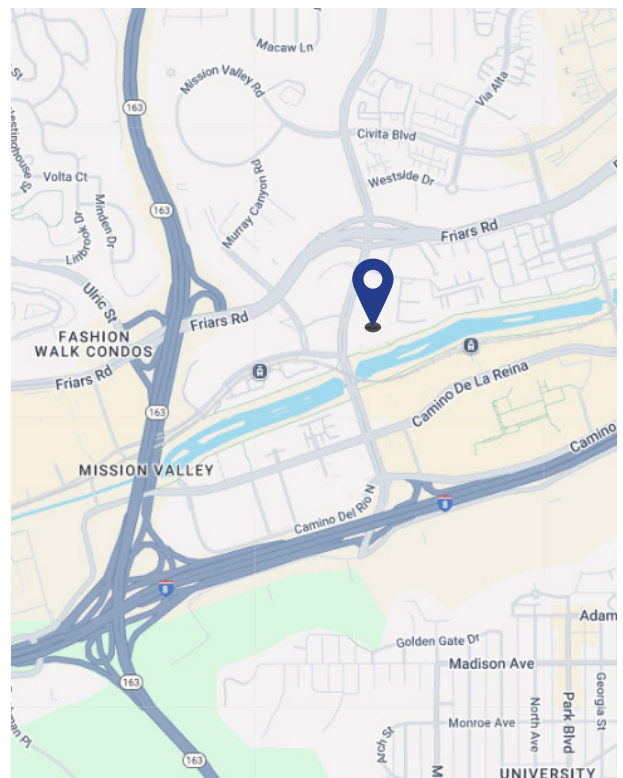 Macaw Ln
Mission Valley Rd
Via Alta
163
Civita Blvd
Westside Dr
Volta Ct
Murray Canyon Rd
Minden Dr
Linbrook Dr
163
Friars Rd
Ulric St
Friars Rd
FASHION
WALK CONDOS
Friars Rd
Camino De La Reina
163
Camino
MISSION VALLEY
Camino Del Rio N
8
8
Adam
Golden Gate Dr
Madison Ave
Georgia St
163
Park Blvd
North Ave
Monroe Ave
Arch St
M
163
UNIVERSITY